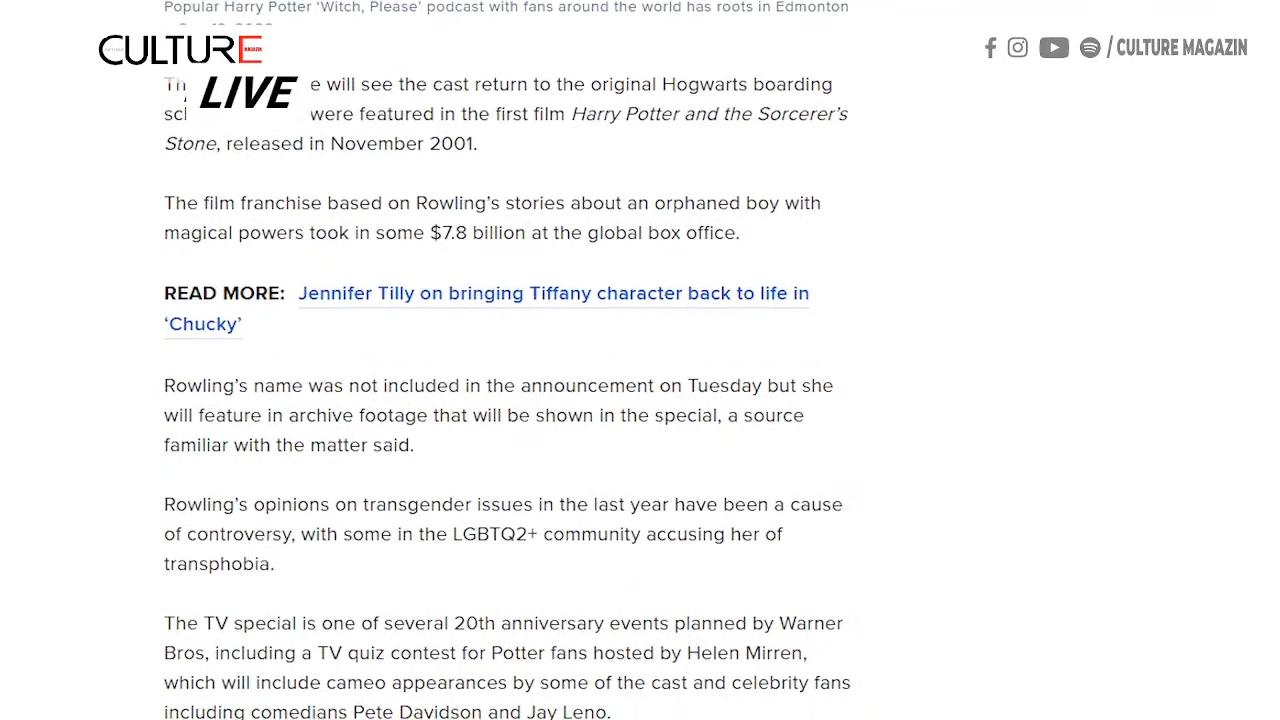 Popular Harry Potter ‘Witch, Please’ podcast with fans around the world has roots in Edmonton
CULTURE
MAGAZIN
/ CULTURE MAGAZIN
LIVE
will see the cast return to the original Hogwarts boarding
were featured in the first film Harry Potter and the Sorcerer’s
Stone, released in November 2001.
The film franchise based on Rowling’s stories about an orphaned boy with
magical powers took in some $7.8 billion at the global box office.
READ MORE: Jennifer Tilly on bringing Tiffany character back to life in
‘Chucky’
Rowling’s name was not included in the announcement on Tuesday but she
will feature in archive footage that will be shown in the special, a source
familiar with the matter said.
Rowling’s opinions on transgender issues in the last year have been a cause
of controversy, with some in the LGBTQ2+ community accusing her of
transphobia.
The TV special is one of several 20th anniversary events planned by Warner
Bros, including a TV quiz contest for Potter fans hosted by Helen Mirren,
which will include cameo appearances by some of the cast and celebrity fans
including comedians Pete Davidson and Jay Leno.